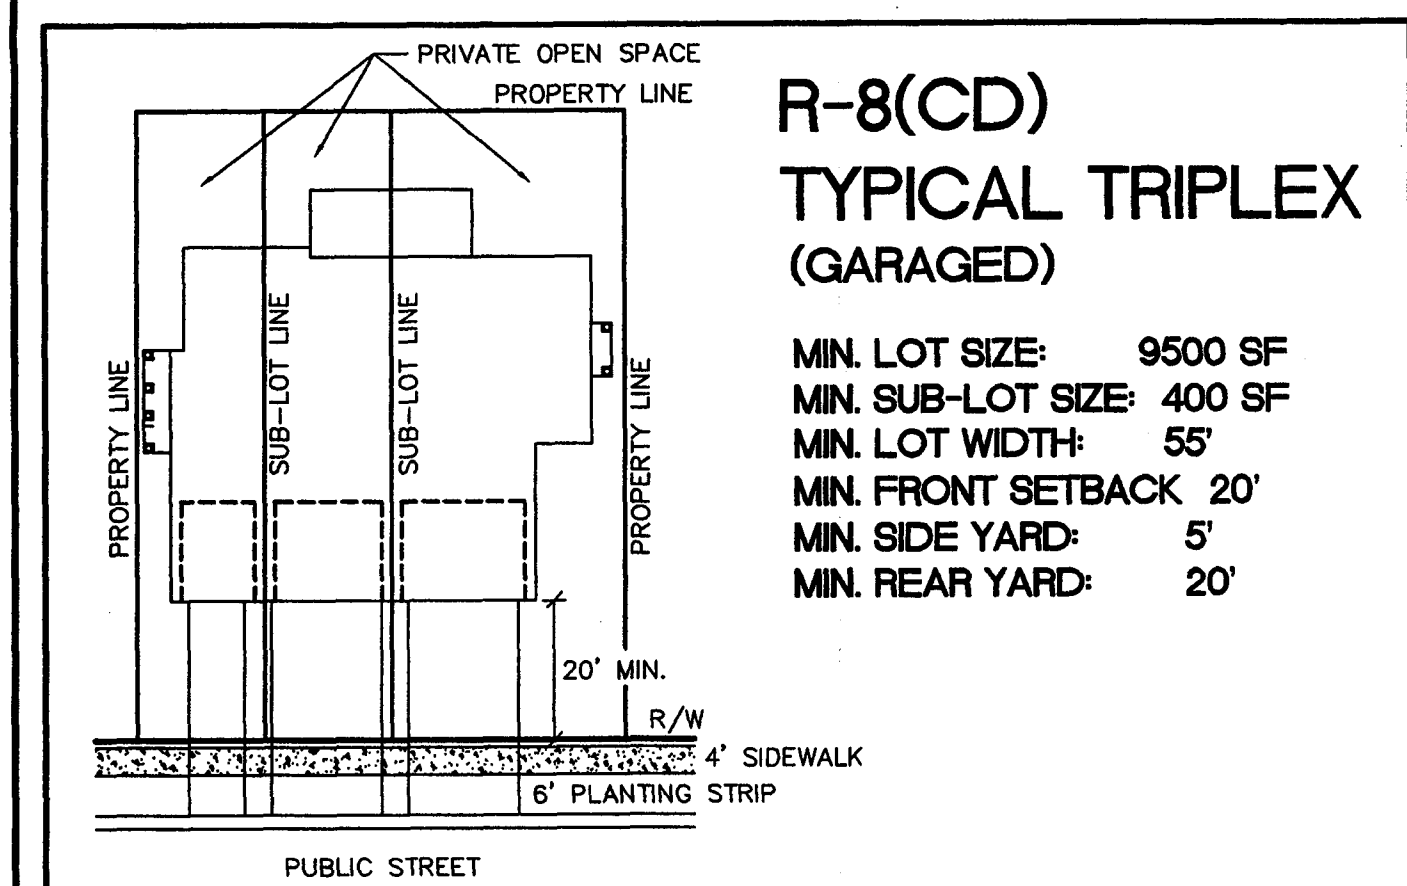 PRIVATE OPEN SPACE
PROPERTY LINE
PROPERTY LINE
SUB-LOT LINE
SUB-LOT LINE
PROPERTY LINE
20' MIN.
R/W
4' SIDEWALK
6' PLANTING STRIP
PUBLIC STREET
R-8(CD)
TYPICAL TRIPLEX
(GARAGED)
MIN. LOT SIZE: 9500 SF
MIN. SUB-LOT SIZE: 400 SF
MIN. LOT WIDTH: 55'
MIN. FRONT SETBACK 20'
MIN. SIDE YARD: 5'
MIN. REAR YARD: 20'